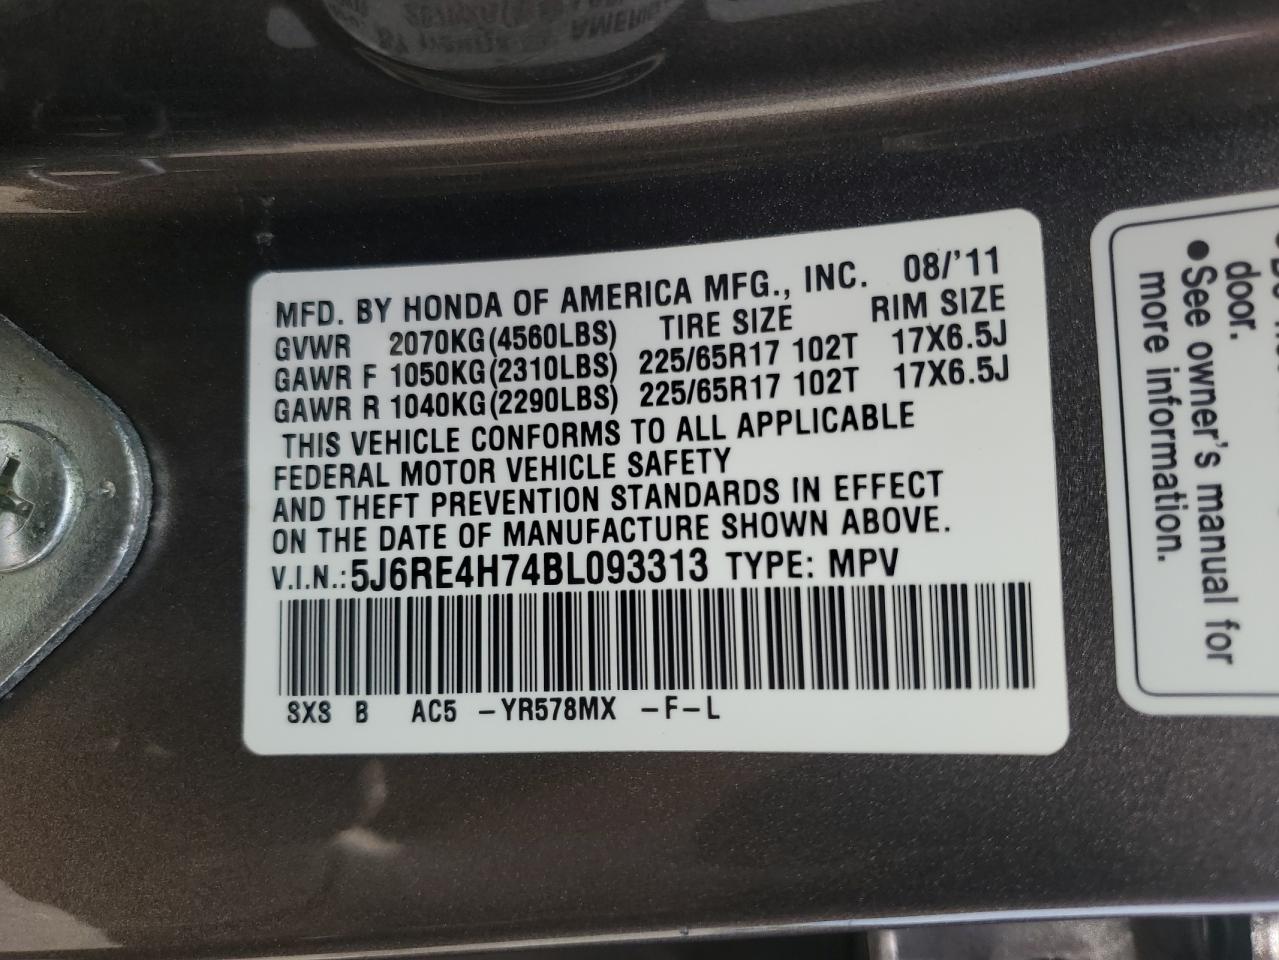 MFD. BY HONDA OF AMERICA MFG., INC. 08/'11
GVWR 2070KG(4560LBS) TIRE SIZE RIM SIZE
GAWR F 1050KG(2310LBS) 225/65R17 102T 17X6.5J
GAWR R 1040KG(2290LBS) 225/65R17 102T 17X6.5J
THIS VEHICLE CONFORMS TO ALL APPLICABLE
FEDERAL MOTOR VEHICLE SAFETY
AND THEFT PREVENTION STANDARDS IN EFFECT
ON THE DATE OF MANUFACTURE SHOWN ABOVE.
V.I.N.: 5J6RE4H74BL093313 TYPE: MPV
SXS B AC5 -YR578MX -F-L
door.
●See owner's manual for
more information.